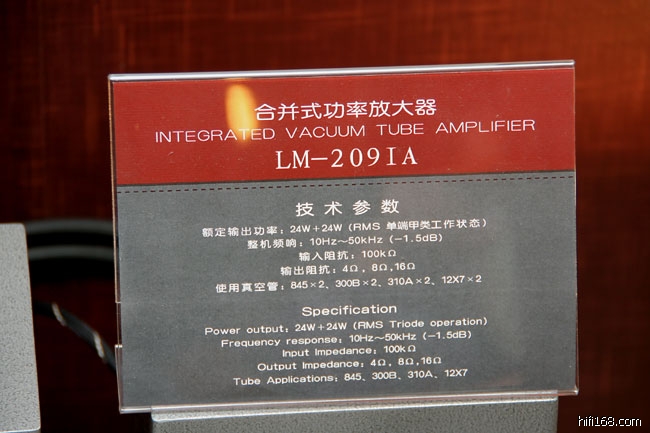 合并式功率放大器
INTEGRATED VACUUM TUBE AMPLIFIER
LM-209IA
技术参数
额定输出功率：24W+24W (RMS 单端甲类工作状态)
整机频响：10Hz～50kHz (-1.5dB)
输入阻抗：100kΩ
输出阻抗：4Ω, 8Ω,16Ω
使用真空管：845×2、300B×2、310A×2、12X7×2
Specification
Power output: 24W+24W (RMS Triode operation)
Frequency response: 10Hz～50kHz (-1.5dB)
Input Impedance: 100kΩ
Output Impedance: 4Ω, 8Ω,16Ω
Tube Applications: 845、300B、310A、12X7
hifi168.com